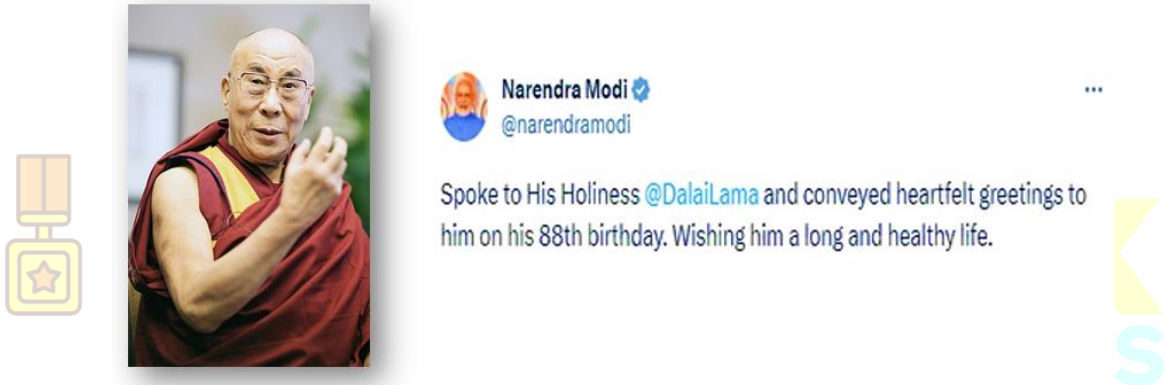 Narendra Modi
@narendramodi
Spoke to His Holiness @DalaiLama and conveyed heartfelt greetings to
him on his 88th birthday. Wishing him a long and healthy life.
S